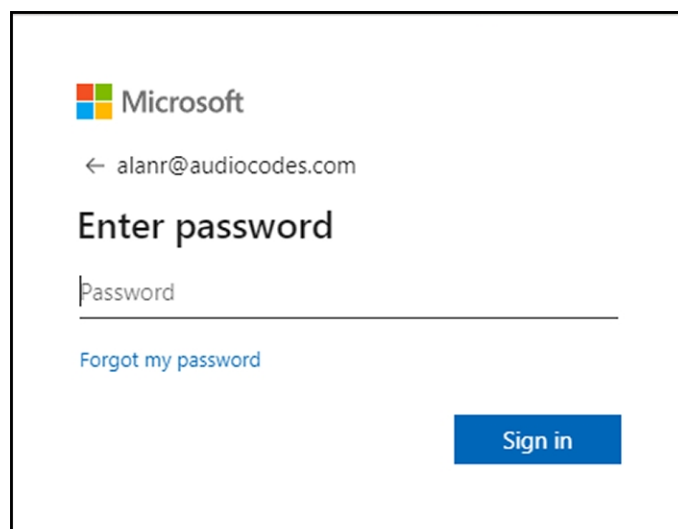 Microsoft
← alanr@audiocodes.com
Enter password
Password
Forgot my password
Sign in